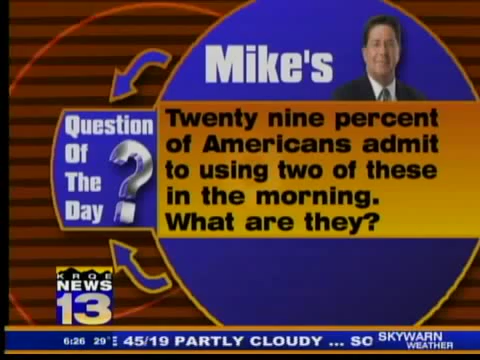 Mike's
Question
Of
The
Day
Twenty nine percent
of Americans admit
to using two of these
in the morning.
What are they?
KRQE
NEWS
13
6:26 29° 45/19 PARTLY CLOUDY ... SO
SKYWARN
WEATHER